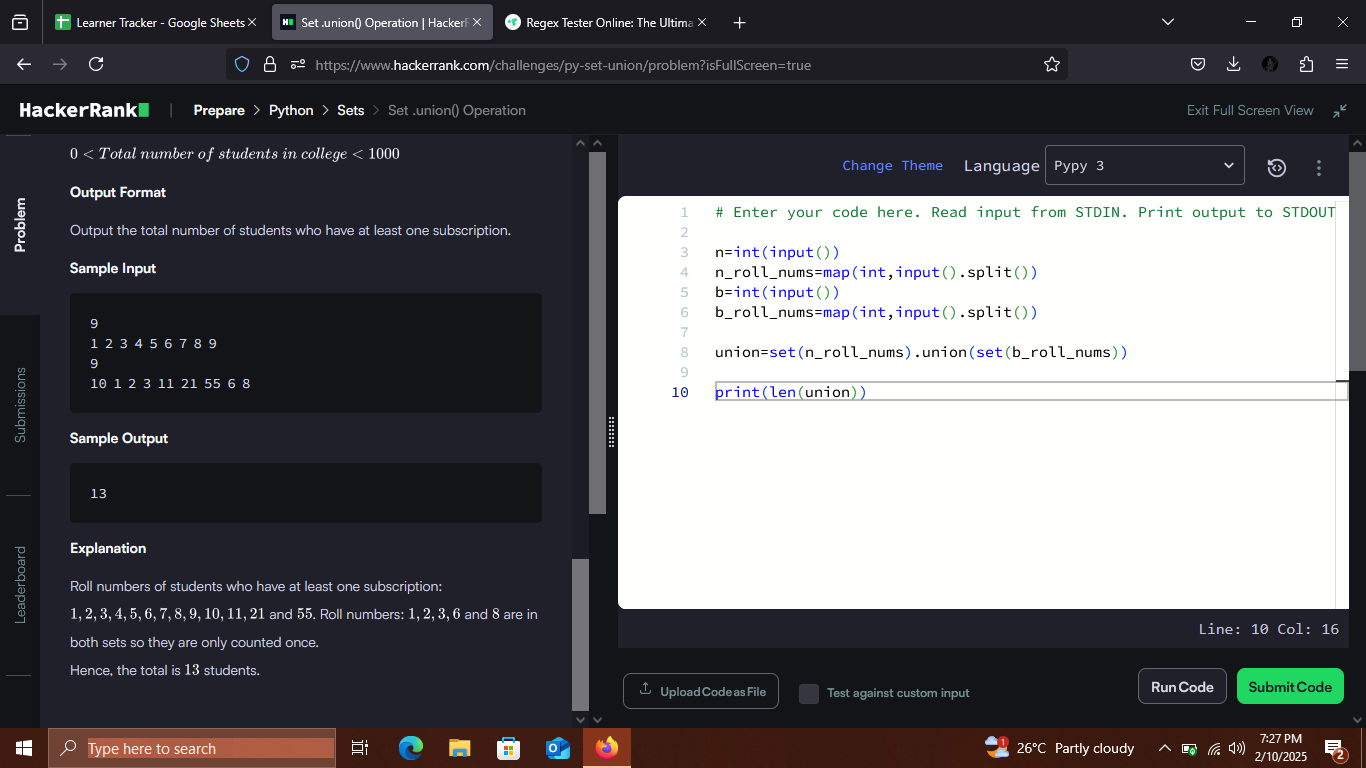 Learner Tracker - Google Sheets
Set .union() Operation | HackerR
Regex Tester Online: The Ultima
https://www.hackerrank.com/challenges/py-set-union/problem?isFullScreen=true
HackerRank
Prepare > Python > Sets > Set .union() Operation
Exit Full Screen View
Problem
Submissions
Leaderboard
0 < Total number of students in college < 1000
Output Format
Output the total number of students who have at least one subscription.
Sample Input
9
1 2 3 4 5 6 7 8 9
9
10 1 2 3 11 21 55 6 8
Sample Output
13
Explanation
Roll numbers of students who have at least one subscription:
1, 2, 3, 4, 5, 6, 7, 8, 9, 10, 11, 21 and 55. Roll numbers: 1, 2, 3, 6 and 8 are in
both sets so they are only counted once.
Hence, the total is 13 students.
Change Theme Language Pypy 3
1 # Enter your code here. Read input from STDIN. Print output to STDOUT
2
3 n=int(input())
4 n_roll_nums=map(int,input().split())
5 b=int(input())
6 b_roll_nums=map(int,input().split())
7
8 union=set(n_roll_nums).union(set(b_roll_nums))
9
10 print(len(union))
Line: 10 Col: 16
Upload Code as File
Test against custom input
Run Code
Submit Code
Type here to search
1
26°C Partly cloudy
7:27 PM
2/10/2025
2